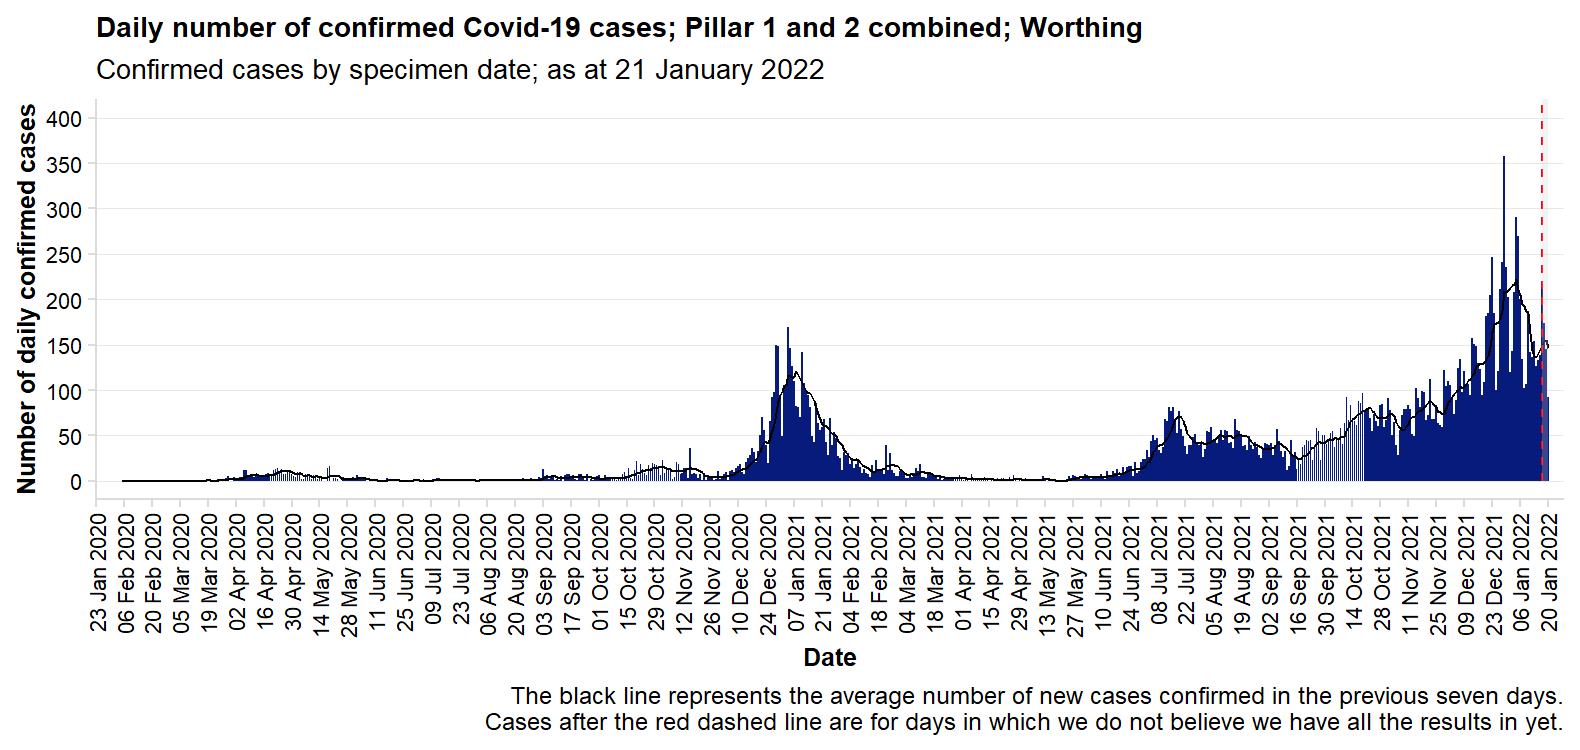 Daily number of confirmed Covid-19 cases; Pillar 1 and 2 combined; Worthing
Confirmed cases by specimen date; as at 21 January 2022
Number of daily confirmed cases
400
350
300
250
200
150
100
50
0
23 Jan 2020
06 Feb 2020
20 Feb 2020
05 Mar 2020
19 Mar 2020
02 Apr 2020
16 Apr 2020
30 Apr 2020
14 May 2020
28 May 2020
11 Jun 2020
25 Jun 2020
09 Jul 2020
23 Jul 2020
06 Aug 2020
20 Aug 2020
03 Sep 2020
17 Sep 2020
01 Oct 2020
15 Oct 2020
29 Oct 2020
12 Nov 2020
26 Nov 2020
10 Dec 2020
24 Dec 2020
07 Jan 2021
21 Jan 2021
04 Feb 2021
18 Feb 2021
04 Mar 2021
18 Mar 2021
01 Apr 2021
15 Apr 2021
29 Apr 2021
13 May 2021
27 May 2021
10 Jun 2021
24 Jun 2021
08 Jul 2021
22 Jul 2021
05 Aug 2021
19 Aug 2021
02 Sep 2021
16 Sep 2021
30 Sep 2021
14 Oct 2021
28 Oct 2021
11 Nov 2021
25 Nov 2021
09 Dec 2021
23 Dec 2021
06 Jan 2022
20 Jan 2022
Date
The black line represents the average number of new cases confirmed in the previous seven days.
Cases after the red dashed line are for days in which we do not believe we have all the results in yet.